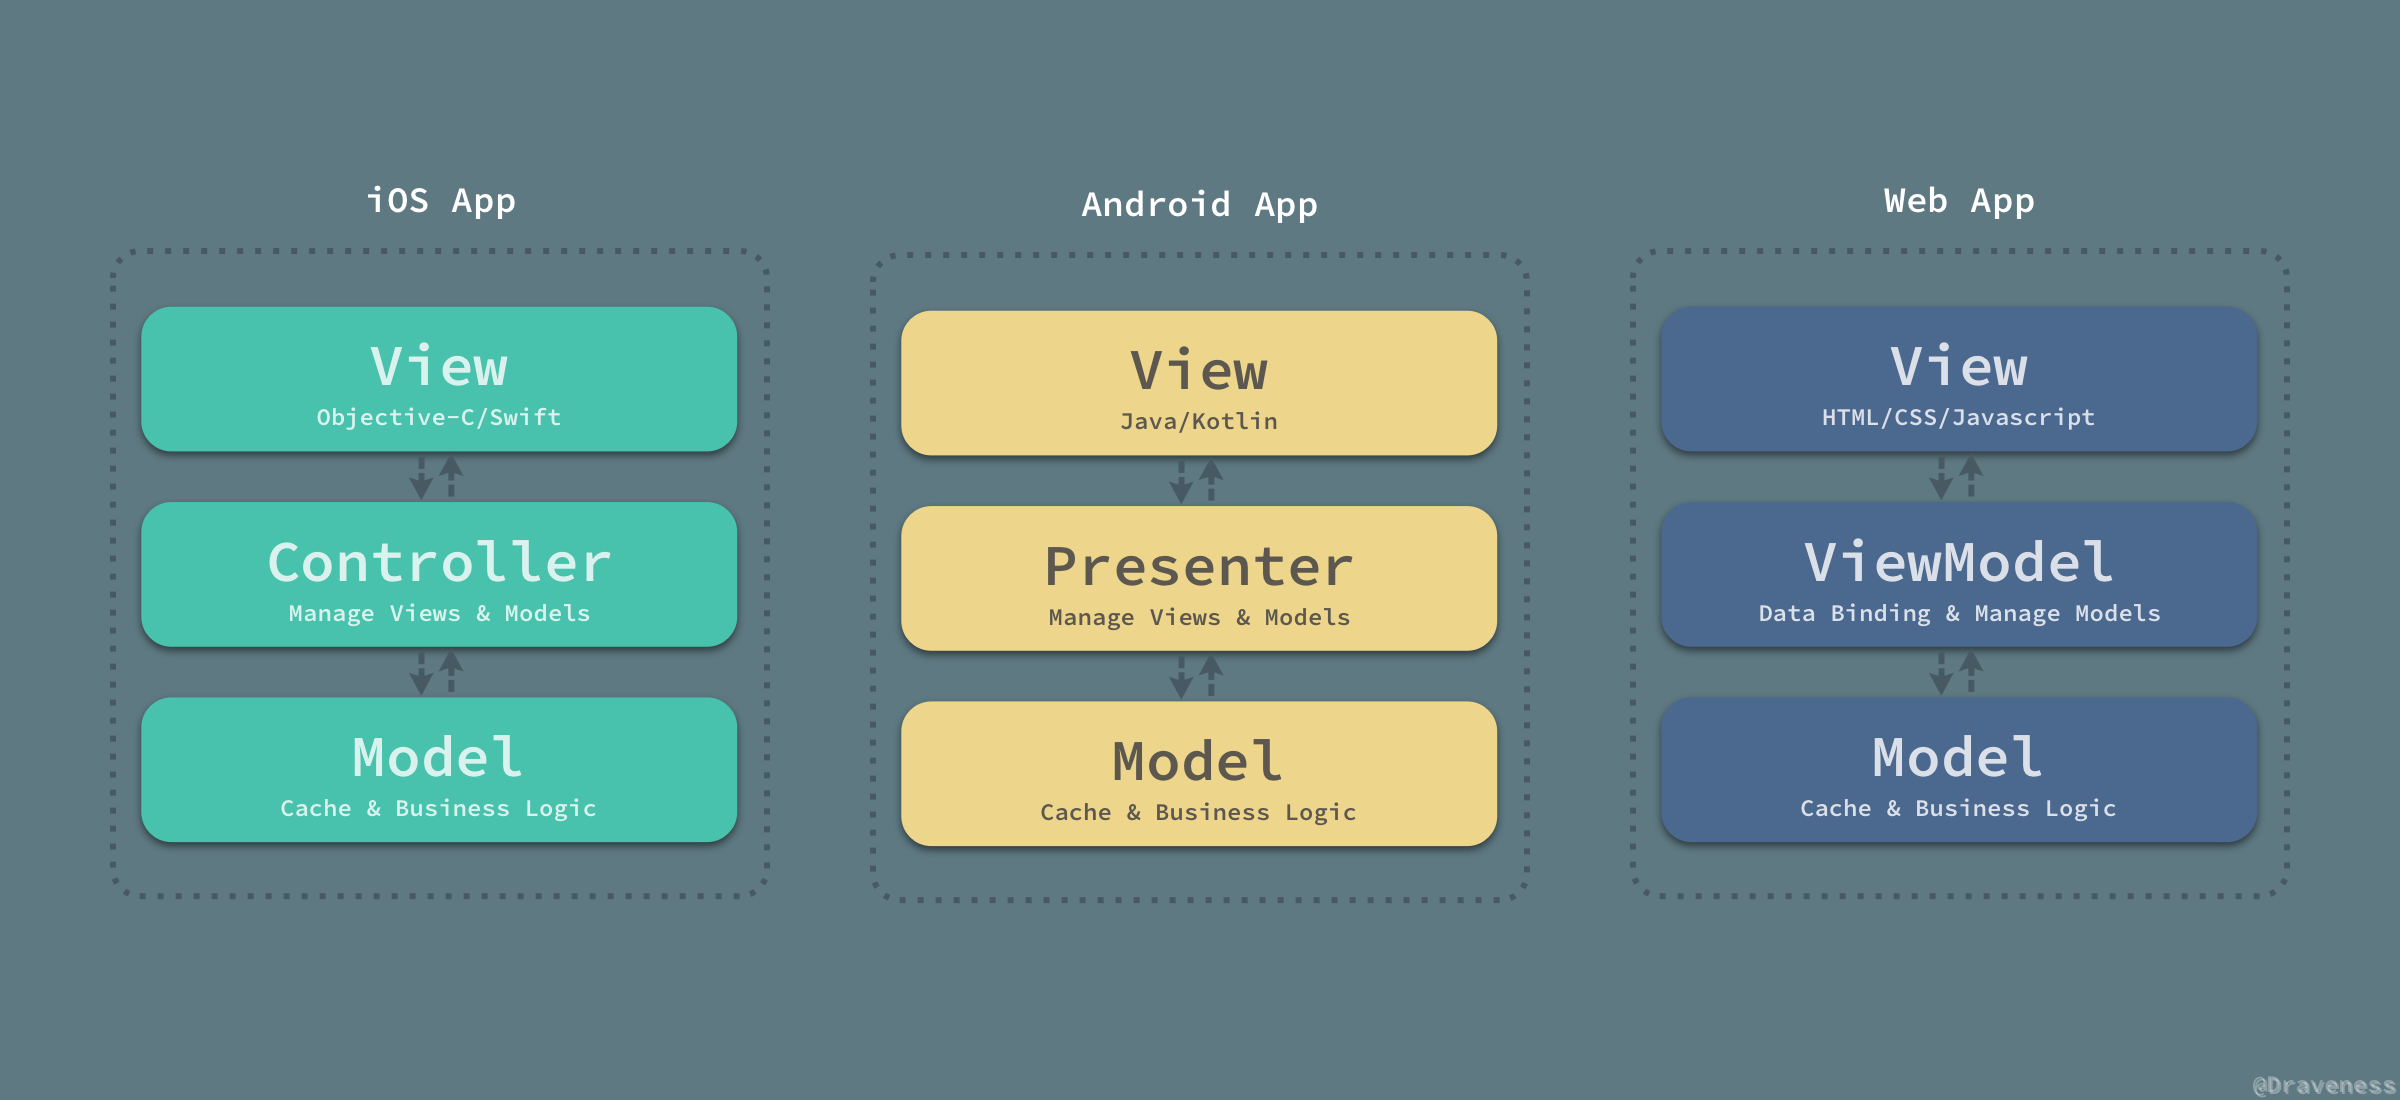 iOS App
View
Objective-C/Swift
Controller
Manage Views & Models
Model
Cache & Business Logic
Android App
View
Java/Kotlin
Presenter
Manage Views & Models
Model
Cache & Business Logic
Web App
View
HTML/CSS/Javascript
ViewModel
Data Binding & Manage Models
Model
Cache & Business Logic
@Draveness